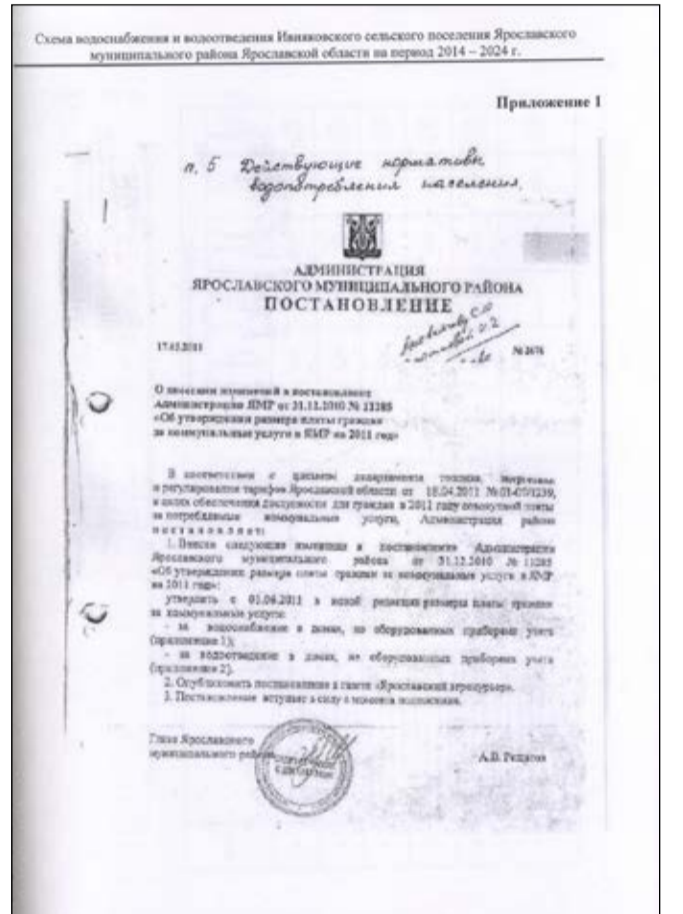 Схема водоснабжения и водоотведения Ивняковского сельского поселения Ярославского
муниципального района Ярославской области на период 2014 – 2024 г.
Приложение 1
п. 5 Действующие нормативы
водопотребления населения.
АДМИНИСТРАЦИЯ
ЯРОСЛАВСКОГО МУНИЦИПАЛЬНОГО РАЙОНА
ПОСТАНОВЛЕНИЕ
№ 2676
О внесении изменений в постановление
Администрации ЯМР от 31.12.2010 № 11285
«Об утверждении размера платы граждан
за коммунальные услуги в ЯМР на 2011 год»
В соответствии с письмом департамента топлива, энергетики
и регулирования тарифов Ярославской области от 18.04.2011
в целях обеспечения доступности для граждан в 2011 году совокупной платы
за потребляемые коммунальные услуги, Администрация района
постановляет:
1. Внести следующие изменения в постановление Администрации
Ярославского муниципального района от 31.12.2010 № 11285
«Об утверждении размера платы граждан за коммунальные услуги в ЯМР
на 2011 год»:
утвердить с 01.06.2011 в новой редакции размеры платы граждан
за коммунальные услуги:
- за водоснабжение в домах, не оборудованных приборами учета
(приложение 1);
- за водоотведение в домах, не оборудованных приборами учета
(приложение 2).
2. Опубликовать постановление в газете «Ярославский агрокурьер».
3. Постановление вступает в силу с момента подписания.
Глава Ярославского
муниципального района
А.В.